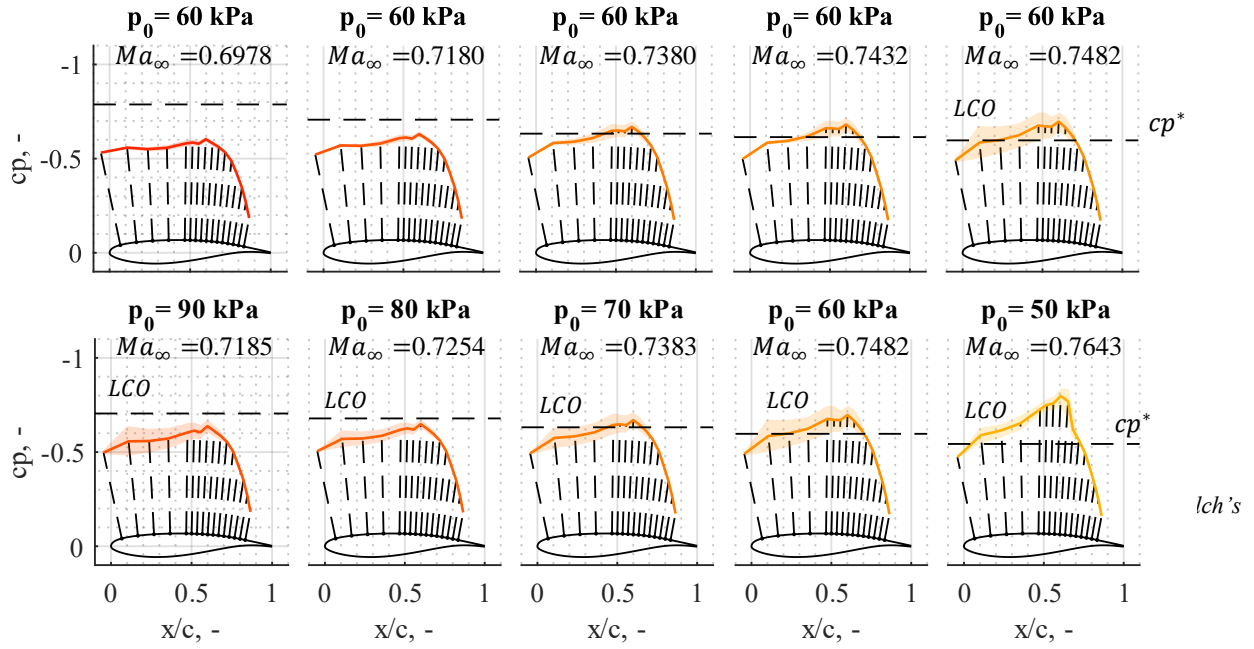 p0= 60 kPa p0= 60 kPa p0= 60 kPa p0= 60 kPa p0= 60 kPa
Ma∞ =0.6978 Ma∞ =0.7180 Ma∞ =0.7380 Ma∞ =0.7432 Ma∞ =0.7482
-1
LCO
cp*
-0.5
cp, -
0
p0= 90 kPa p0= 80 kPa p0= 70 kPa p0= 60 kPa p0= 50 kPa
Ma∞ =0.7185 Ma∞ =0.7254 Ma∞ =0.7383 Ma∞ =0.7482 Ma∞ =0.7643
-1
LCO LCO LCO LCO LCO
cp*
-0.5
cp, -
lch's
0
0 0.5 1 0 0.5 1 0 0.5 1 0 0.5 1 0 0.5 1
x/c, - x/c, - x/c, - x/c, - x/c, -